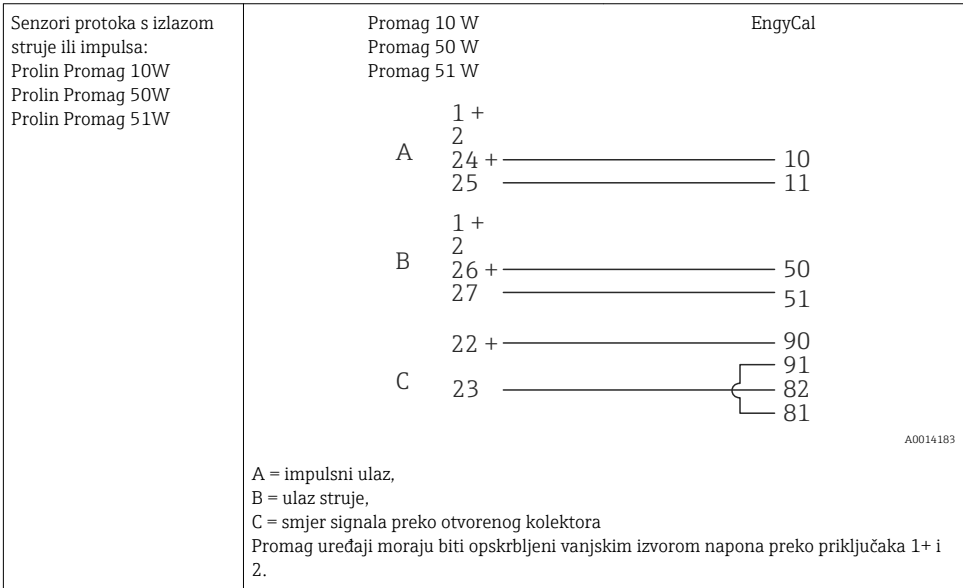 Senzori protoka s izlazom
struje ili impulsa:
Prolin Promag 10W
Prolin Promag 50W
Prolin Promag 51W
Promag 10 W EngyCal
Promag 50 W
Promag 51 W
1 +
2
A 24 + 10
25 11
1 +
2
B 26 + 50
27 51
22 + 90
91
C 23 82
81
A0014183
A = impulsni ulaz,
B = ulaz struje,
C = smjer signala preko otvorenog kolektora
Promag uređaji moraju biti opskrbljeni vanjskim izvorom napona preko priključaka 1+ i
2.